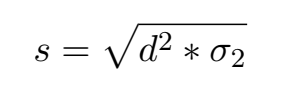 s = √(d² * σ₂)